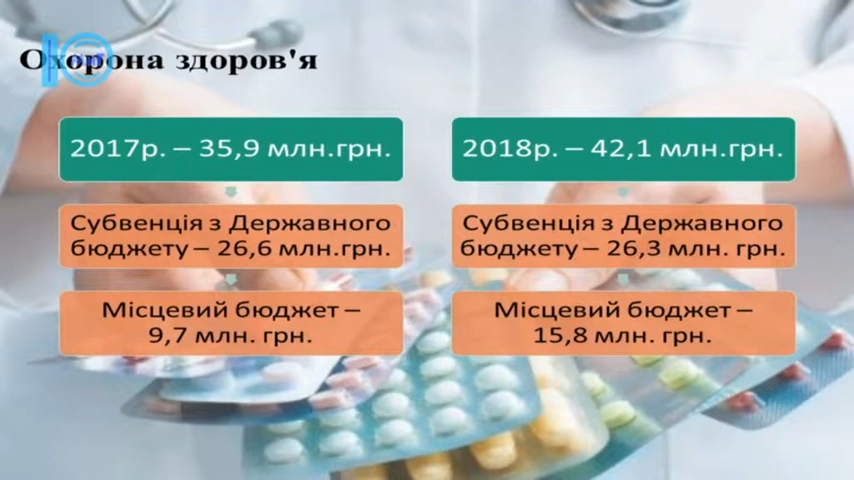 Охорона здоров'я
2017р. – 35,9 млн.грн.
Субвенція з Державного
бюджету – 26,6 млн.грн.
Місцевий бюджет –
9,7 млн. грн.
2018р. – 42,1 млн.грн.
Субвенція з Державного
бюджету – 26,3 млн. грн.
Місцевий бюджет –
15,8 млн. грн.